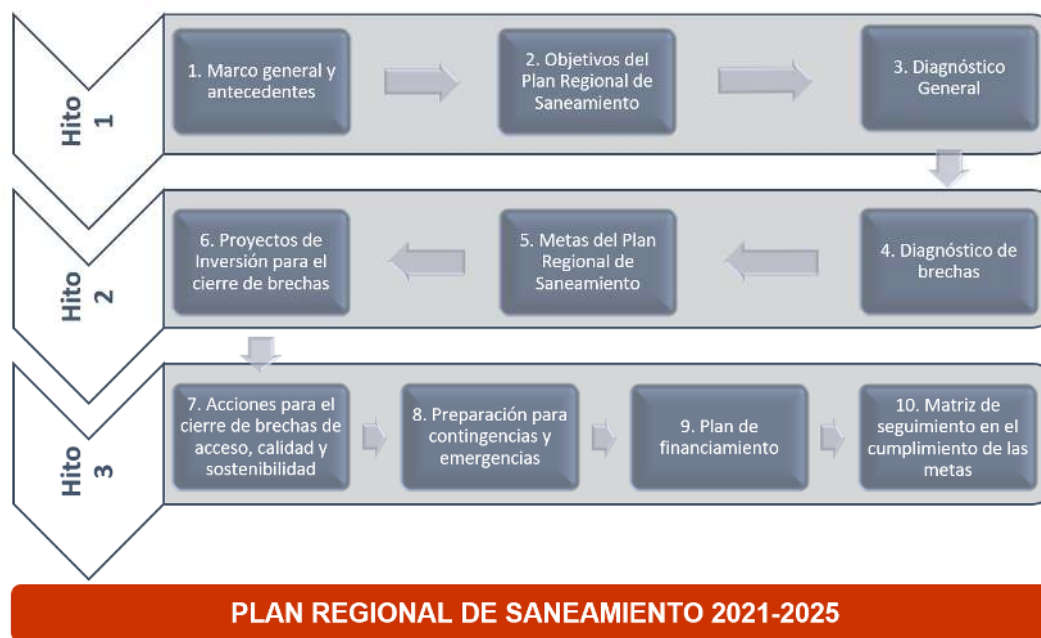 Hito
1
1. Marco general y
antecedentes
2. Objetivos del
Plan Regional de
Saneamiento
3. Diagnóstico
General
Hito
2
6. Proyectos de
Inversión para el
cierre de brechas
5. Metas del Plan
Regional de
Saneamiento
4. Diagnóstico de
brechas
Hito
3
7. Acciones para el
cierre de brechas de
acceso, calidad y
sostenibilidad
8. Preparación para
contingencias y
emergencias
9. Plan de
financiamiento
10. Matriz de
seguimiento en el
cumplimiento de las
metas
PLAN REGIONAL DE SANEAMIENTO 2021-2025